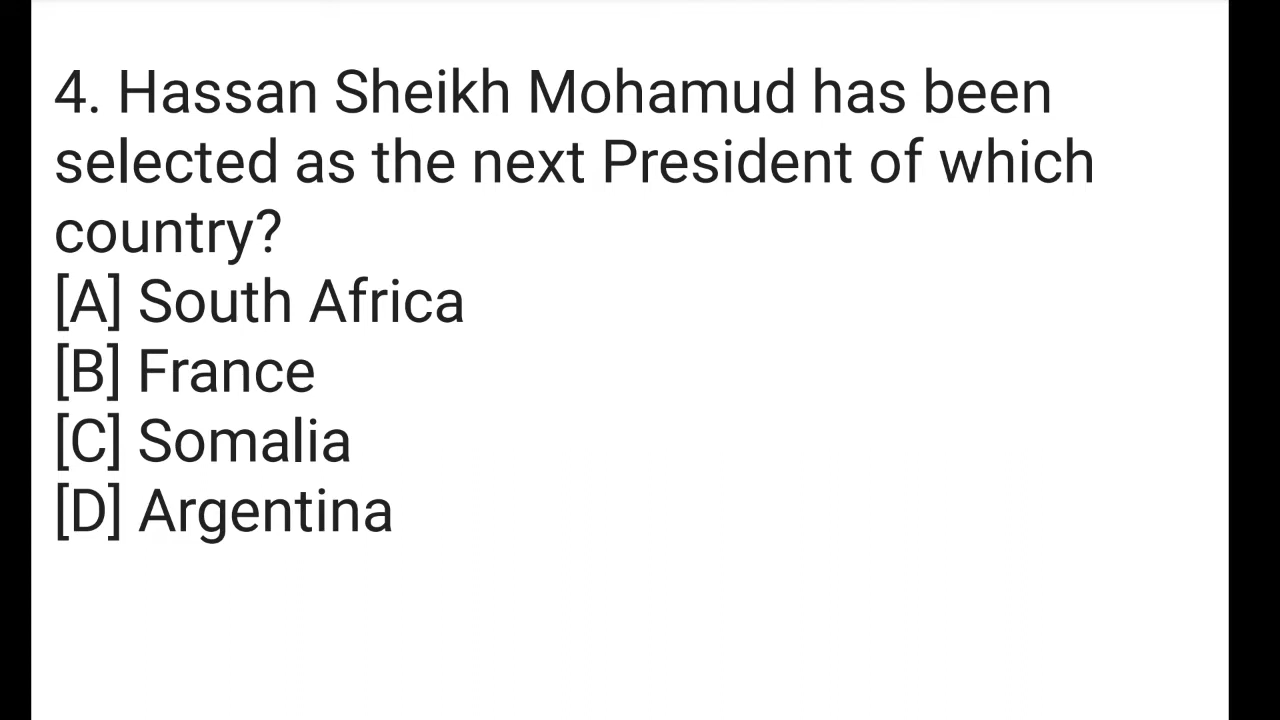 4. Hassan Sheikh Mohamud has been
selected as the next President of which
country?
[A] South Africa
[B] France
[C] Somalia
[D] Argentina